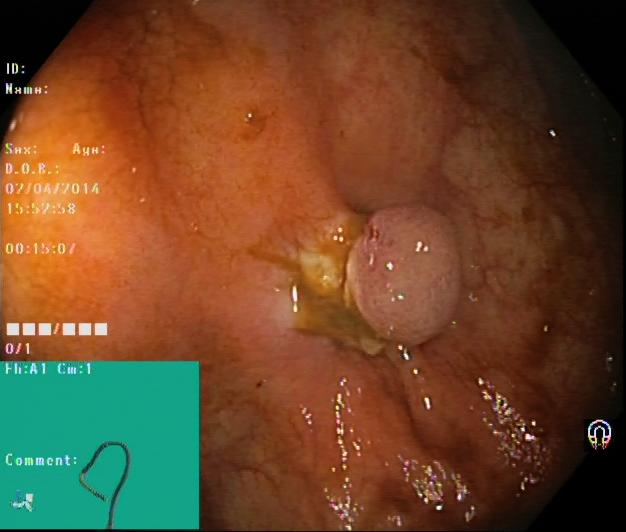 ID:
Name:
Sex: Age:
D.O.B.:
02/04/2014
15:52:58
00:15:07
■■■/■■■
0/1
Eh:A1 Cm:1
Comment: